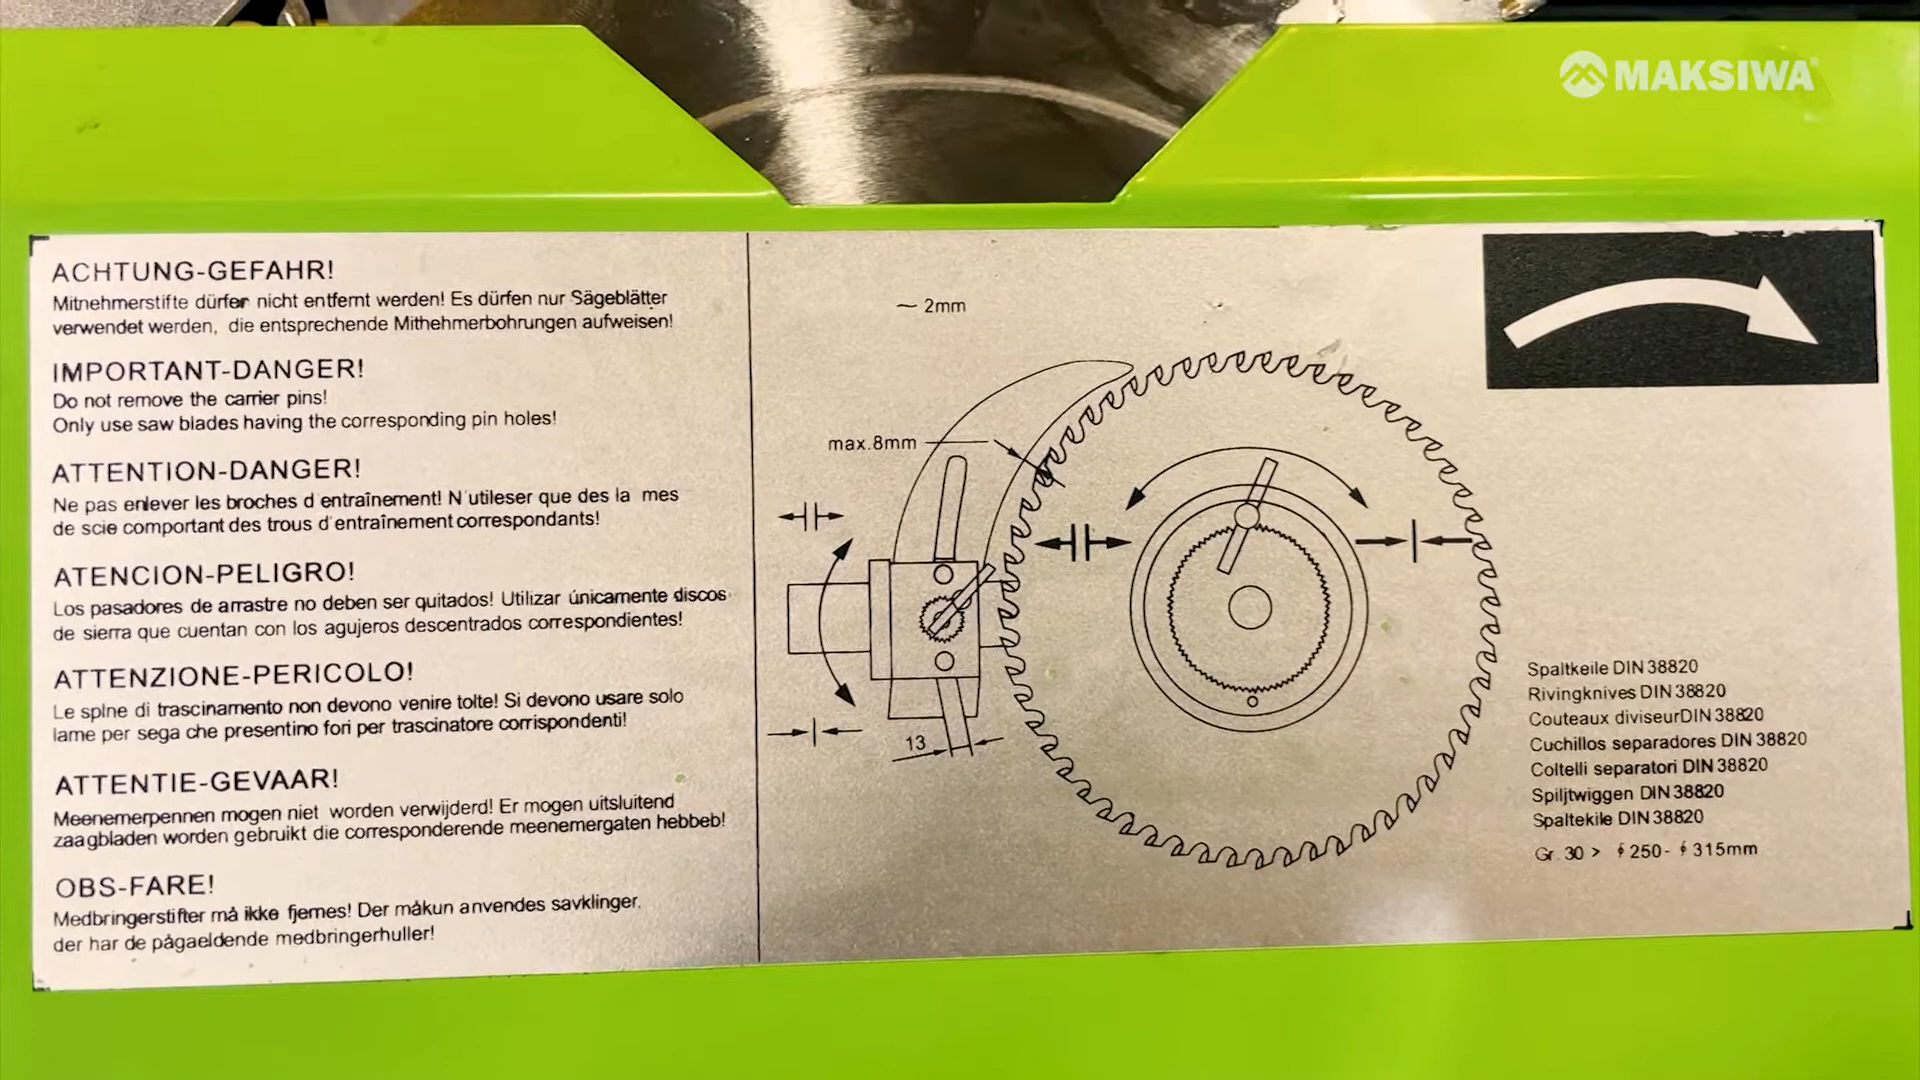 MAKSIWA
ACHTUNG-GEFAHR!
Mitnehmerstifte dürfer nicht entfernt werden! Es dürfen nur Sägeblätter
verwendet werden, die entsprechende Mithehmerbohrungen aufweisen!
IMPORTANT-DANGER!
Do not remove the carrier pins!
Only use saw blades having the corresponding pin holes!
ATTENTION-DANGER!
Ne pas enlever les broches d'entraînement! N'utileser que des la mes
de scie comportant des trous d'entraînement correspondants!
ATENCION-PELIGRO!
Los pasadores de arrastre no deben ser quitados! Utilizar únicamente discos
de sierra que cuentan con los agujeros descentrados correspondientes!
ATTENZIONE-PERICOLO!
Le splne di trascinamento non devono venire tolte! Si devono usare solo
lame per sega che presentino fori per trascinatore corrispondenti!
ATTENTIE-GEVAAR!
Meenemerpennen mogen niet worden verwijderd! Er mogen uitsluitend
zaagbladen worden gebruikt die corresponderende meenemergaten hebbeb!
OBS-FARE!
Medbringerstifter må ikke fjernes! Der måkun anvendes savklinger.
der har de pågaeldende medbringerhuller!
~ 2mm
max.8mm
13
Spaltkeile DIN 38820
Rivingknives DIN 38820
Couteaux diviseurDIN 38820
Cuchillos separadores DIN 38820
Coltelli separatori DIN 38820
Spiljtwiggen DIN 38820
Spaltekile DIN 38820
Gr. 30 > ϕ 250- ϕ 315mm